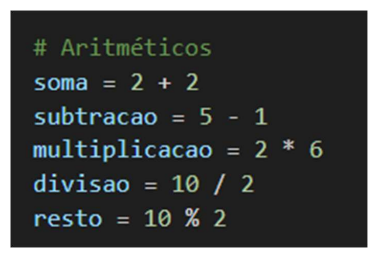 # Aritméticos
soma = 2 + 2
subtracao = 5 - 1
multiplicacao = 2 * 6
divisao = 10 / 2
resto = 10 % 2